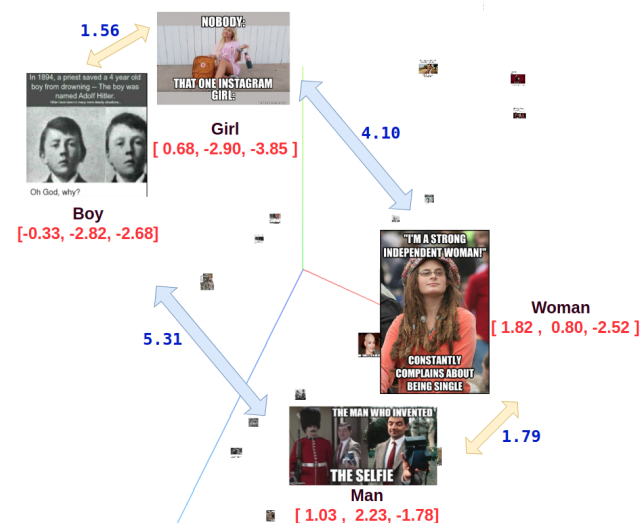 1.56
NOBODY:
THAT ONE INSTAGRAM
GIRL:
In 1894, a priest saved a 4 year old
boy from drowning -- The boy was
named Adolf Hitler.
Oh God, why?
Girl
[ 0.68, -2.90, -3.85 ]
4.10
Boy
[-0.33, -2.82, -2.68]
"I'M A STRONG
INDEPENDENT WOMAN!"
CONSTANTLY
COMPLAINS ABOUT
BEING SINGLE
Woman
[ 1.82 , 0.80, -2.52 ]
5.31
THE MAN WHO INVENTED
THE SELFIE
1.79
Man
[ 1.03 , 2.23, -1.78]